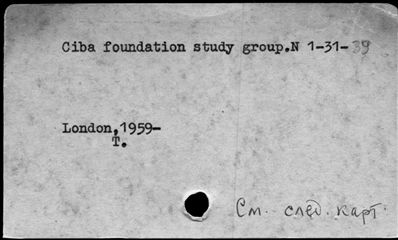 Ciba foundation study group.N 1-31-39
London,1959-
T.
См. след. карт.